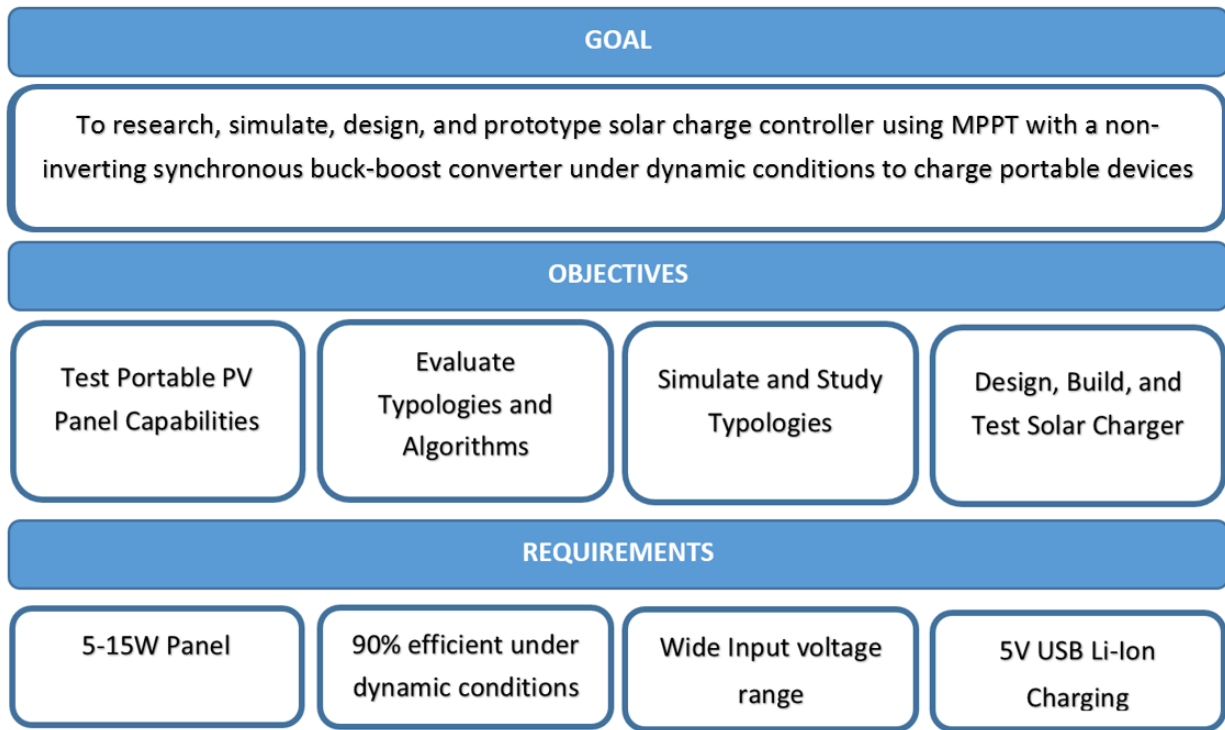 GOAL
To research, simulate, design, and prototype solar charge controller using MPPT with a non-
inverting synchronous buck-boost converter under dynamic conditions to charge portable devices
OBJECTIVES
Test Portable PV
Panel Capabilities
Evaluate
Typologies and
Algorithms
Simulate and Study
Typologies
Design, Build, and
Test Solar Charger
REQUIREMENTS
5-15W Panel
90% efficient under
dynamic conditions
Wide Input voltage
range
5V USB Li-Ion
Charging